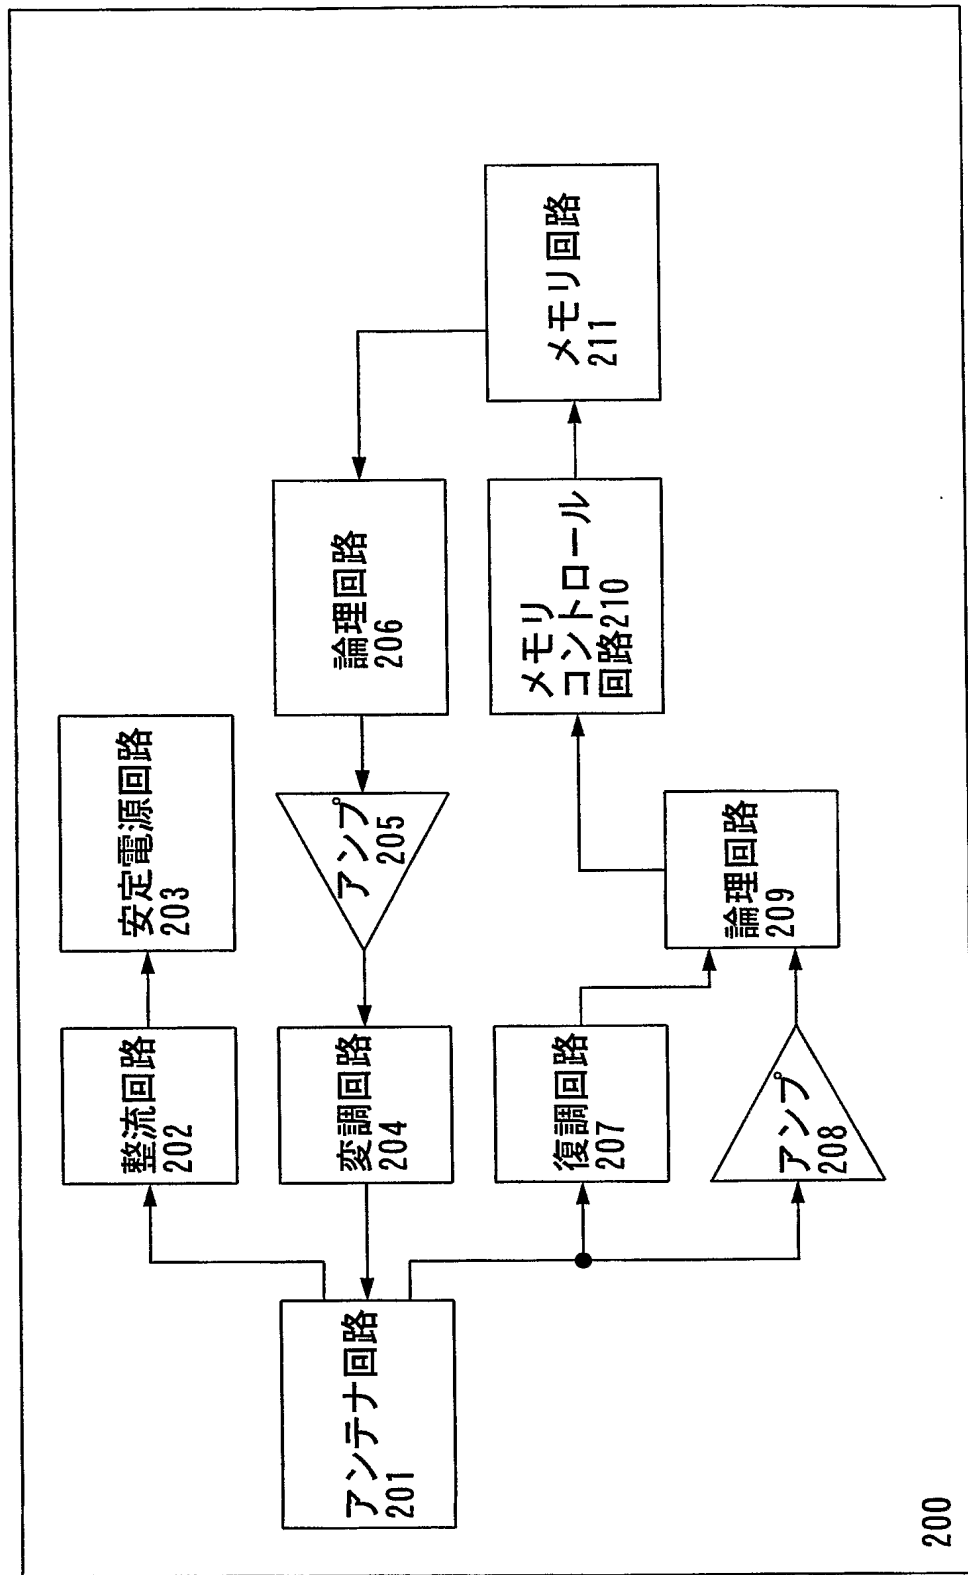 整流回路
202
安定電源回路
203
アンテナ回路
201
変調回路
204
アンプ
205
論理回路
206
復調回路
207
アンプ
208
論理回路
209
メモリ
コントロール
回路210
メモリ回路
211
200